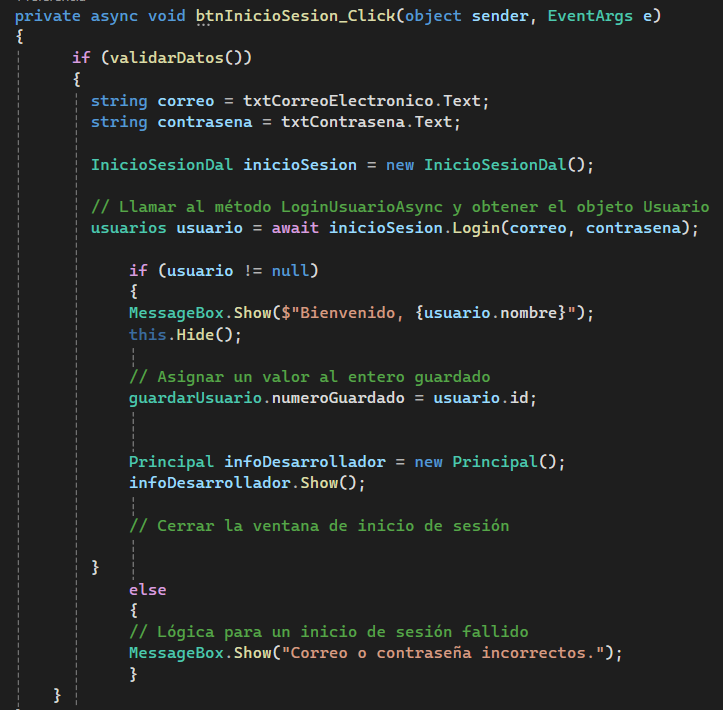 private async void btnInicioSesion_Click(object sender, EventArgs e)
{
if (validarDatos())
{
string correo = txtCorreoElectronico.Text;
string contrasena = txtContrasena.Text;
InicioSesionDal inicioSesion = new InicioSesionDal();
// Llamar al método LoginUsuarioAsync y obtener el objeto Usuario
usuarios usuario = await inicioSesion.Login(correo, contrasena);
if (usuario != null)
{
MessageBox.Show($"Bienvenido, {usuario.nombre}");
this.Hide();
// Asignar un valor al entero guardado
guardarUsuario.numeroGuardado = usuario.id;
Principal infoDesarrollador = new Principal();
infoDesarrollador.Show();
// Cerrar la ventana de inicio de sesión
}
else
{
// Lógica para un inicio de sesión fallido
MessageBox.Show("Correo o contraseña incorrectos.");
}
}